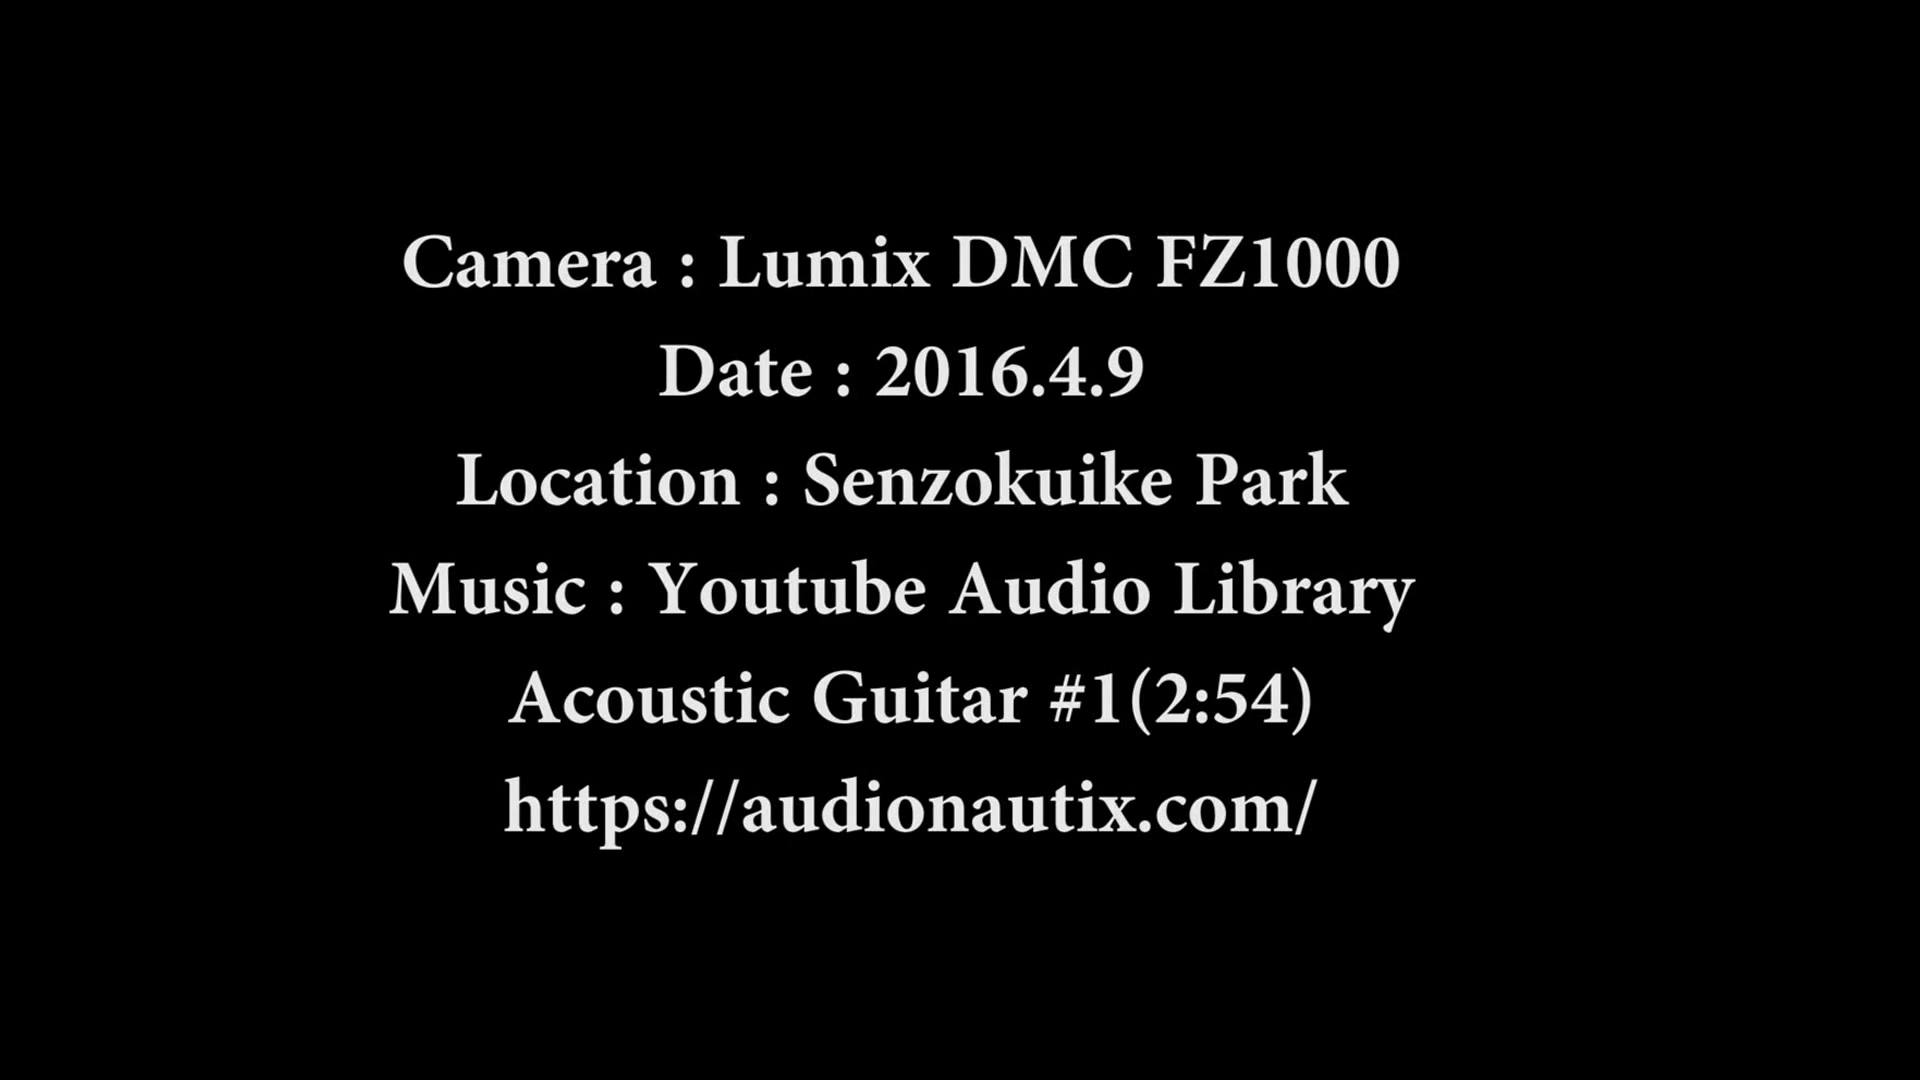 Camera : Lumix DMC FZ1000
Date : 2016.4.9
Location : Senzokuike Park
Music : Youtube Audio Library
Acoustic Guitar #1(2:54)
https://audionautix.com/